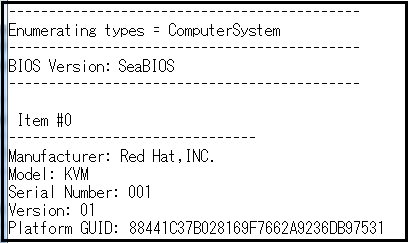 ---------------------------------------------
Enumerating types = ComputerSystem
---------------------------------------------
BIOS Version: SeaBIOS
---------------------------------------------
Item #0
-------------------------------
Manufacturer: Red Hat,INC.
Model: KVM
Serial Number: 001
Version: 01
Platform GUID: 88441C37B028169F7662A9236DB97531